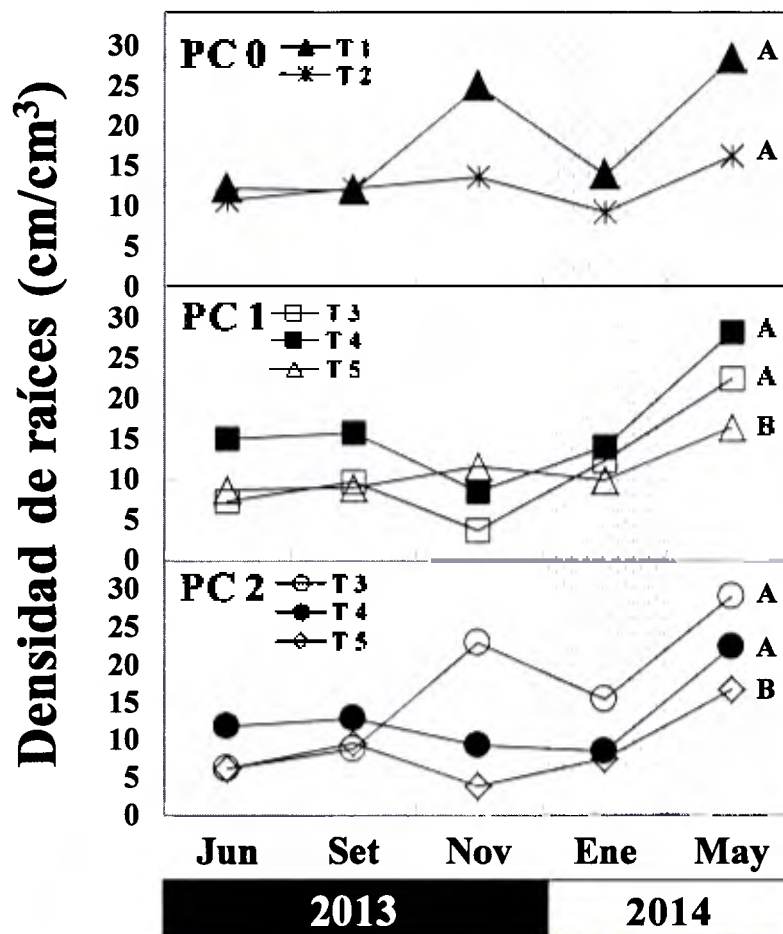 Densidad de raíces (cm/cm³)
PC 0
T 1
T 2
30
25
20
15
10
5
0
A
A
PC 1
T 3
T 4
T 5
30
25
20
15
10
5
0
A
A
B
PC 2
T 3
T 4
T 5
30
25
20
15
10
5
0
A
A
B
Jun Set Nov Ene May
2013 2014